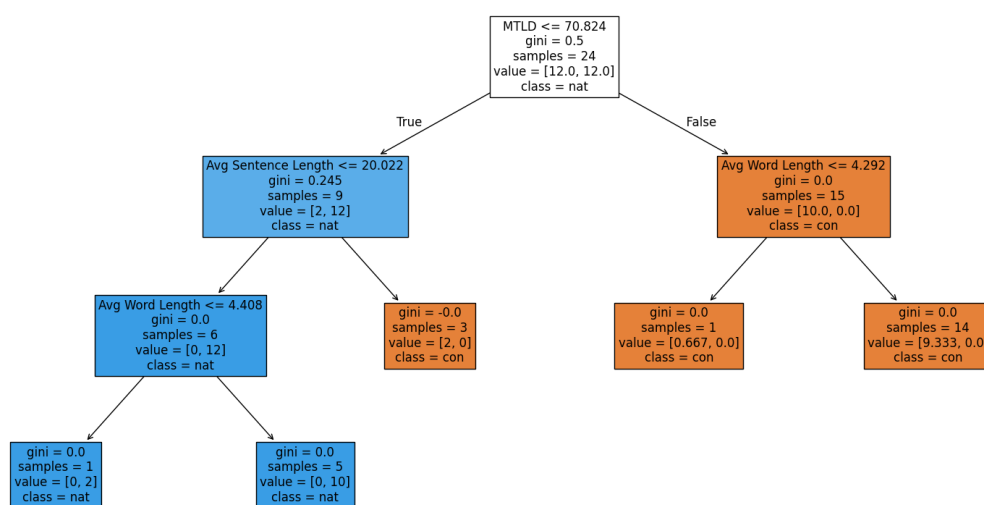 MTLD <= 70.824
gini = 0.5
samples = 24
value = [12.0, 12.0]
class = nat
True
False
Avg Sentence Length <= 20.022
gini = 0.245
samples = 9
value = [2, 12]
class = nat
Avg Word Length <= 4.292
gini = 0.0
samples = 15
value = [10.0, 0.0]
class = con
Avg Word Length <= 4.408
gini = 0.0
samples = 6
value = [0, 12]
class = nat
gini = -0.0
samples = 3
value = [2, 0]
class = con
gini = 0.0
samples = 1
value = [0.667, 0.0]
class = con
gini = 0.0
samples = 14
value = [9.333, 0.0
class = con
gini = 0.0
samples = 1
value = [0, 2]
class = nat
gini = 0.0
samples = 5
value = [0, 10]
class = nat